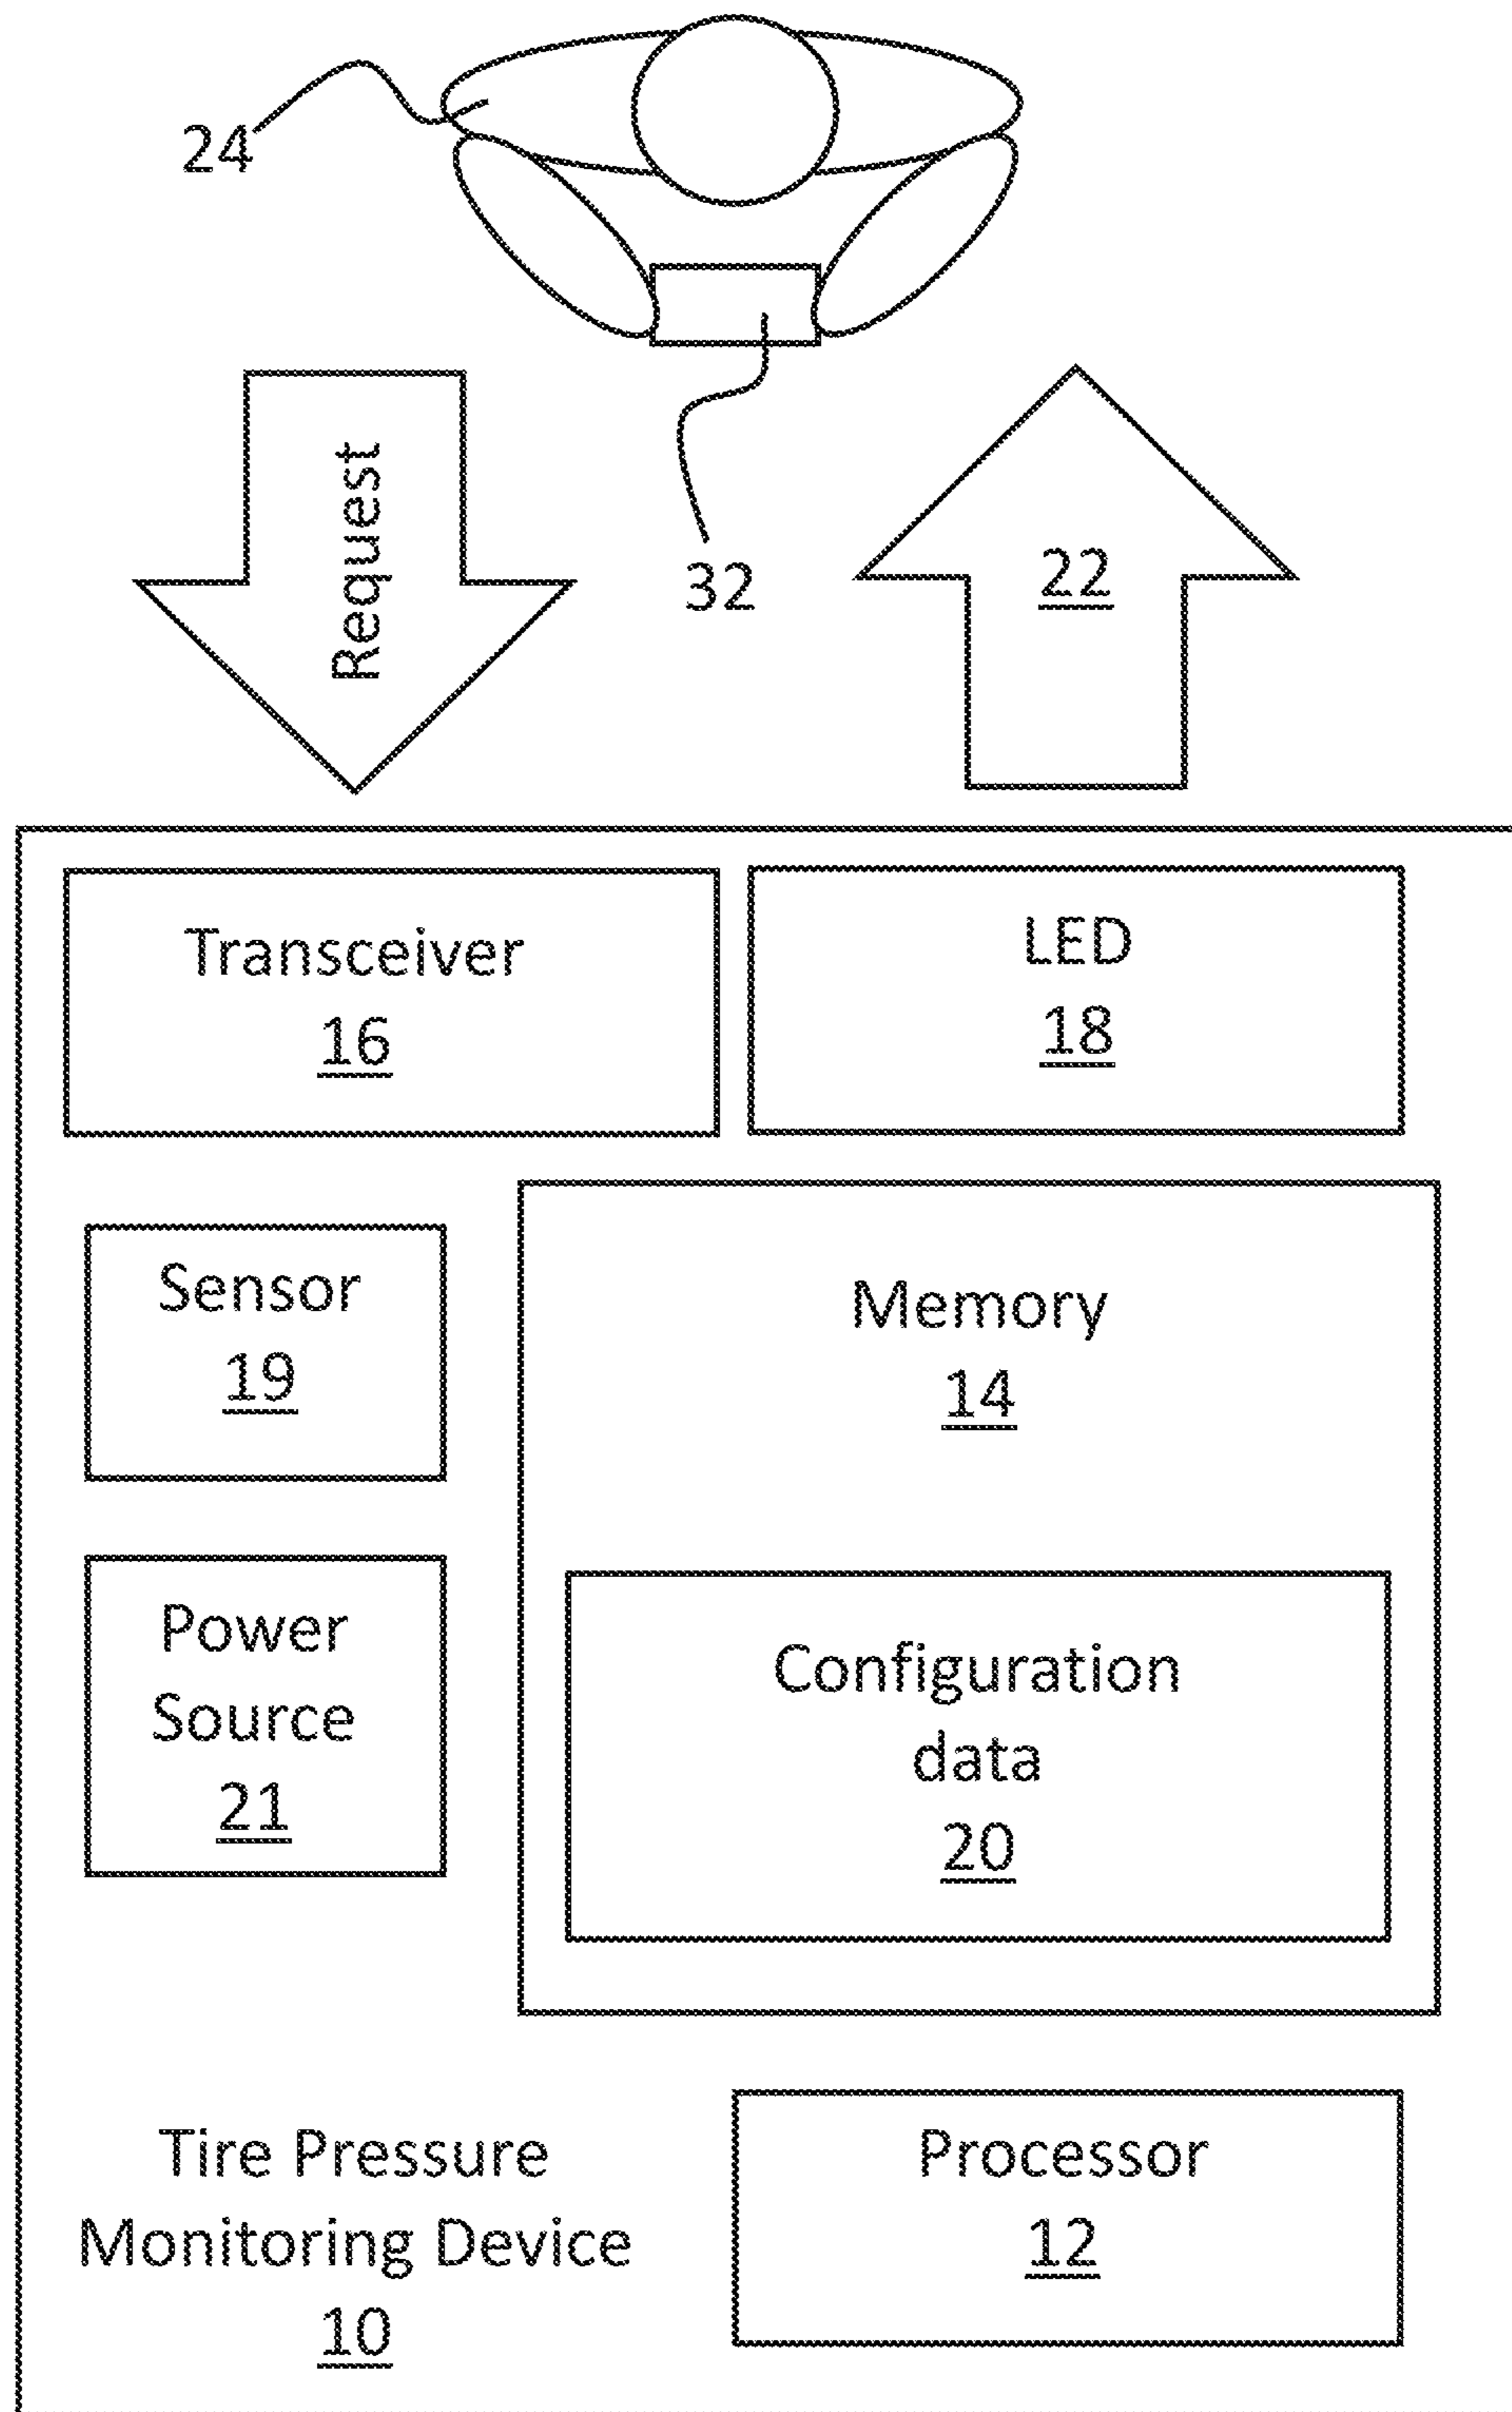 24
Request
32
22
Transceiver
16
LED
18
Sensor
19
Memory
14
Power
Source
21
Configuration
data
20
Tire Pressure
Monitoring Device
10
Processor
12